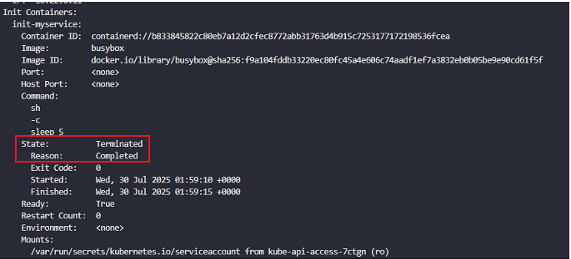 Init Containers:
init-myservice:
Container ID: containerd://b833845822c80eb7a12d2cfec8772abb31763d4b915c7253177172198536fcea
Image: busybox
Image ID: docker.io/library/busybox@sha256:f9a104fddb33220ec80fc45a4e606c74aadf1ef7a3832eb0b05be9e90cd61f5f
Port: <none>
Host Port: <none>
Command:
sh
-c
sleep 5
State: Terminated
Reason: Completed
Exit Code: 0
Started: Wed, 30 Jul 2025 01:59:10 +0000
Finished: Wed, 30 Jul 2025 01:59:15 +0000
Ready: True
Restart Count: 0
Environment: <none>
Mounts:
/var/run/secrets/kubernetes.io/serviceaccount from kube-api-access-7ctgn (ro)